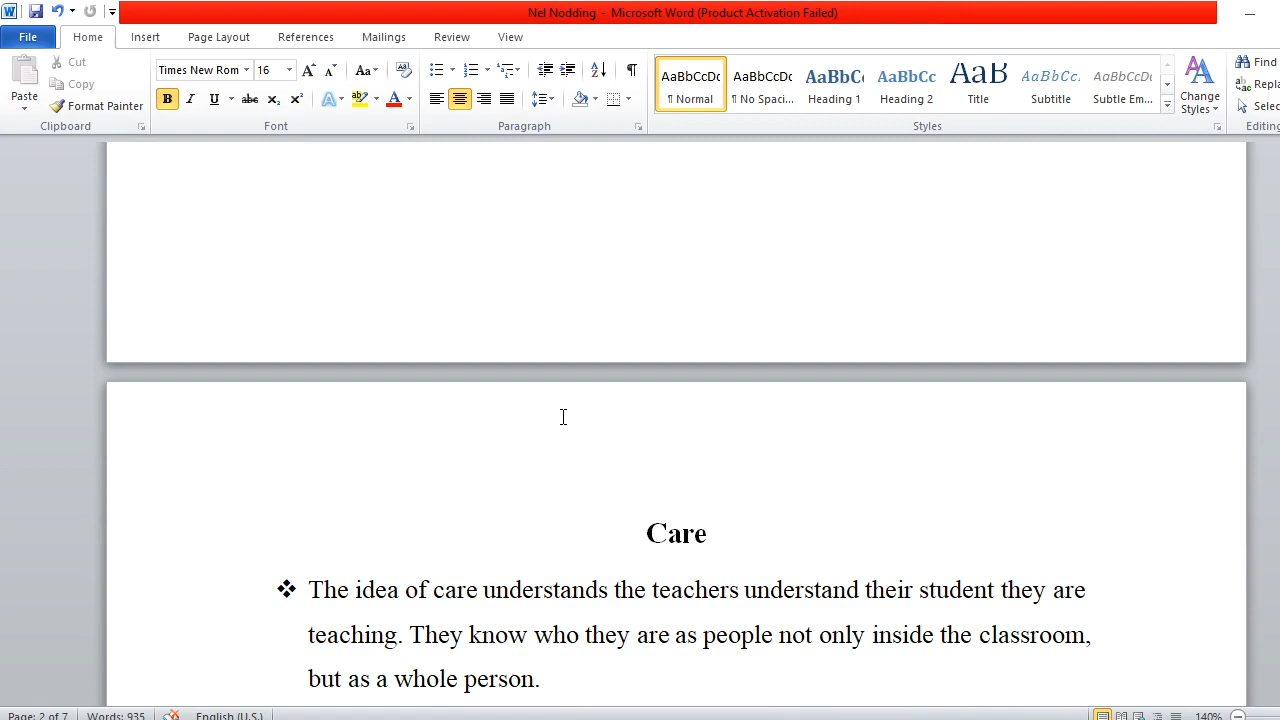 Nel Nodding - Microsoft Word (Product Activation Failed)
File Home Insert Page Layout References Mailings Review View
Cut
Copy
Paste Format Painter
Times New Rom 16
AaBbCcDc AaBbCcDc AaBbCc AaBbCc AaB AaBbCc. AaBbCcDc
¶ Normal ¶ No Spaci... Heading 1 Heading 2 Title Subtitle Subtle Em...
Change Styles
Find
Repla
Selec
Clipboard Font Paragraph Styles Editing
Care
❖ The idea of care understands the teachers understand their student they are
teaching. They know who they are as people not only inside the classroom,
but as a whole person.
Page: 2 of 7 Words: 935 English (U.S.) 140%